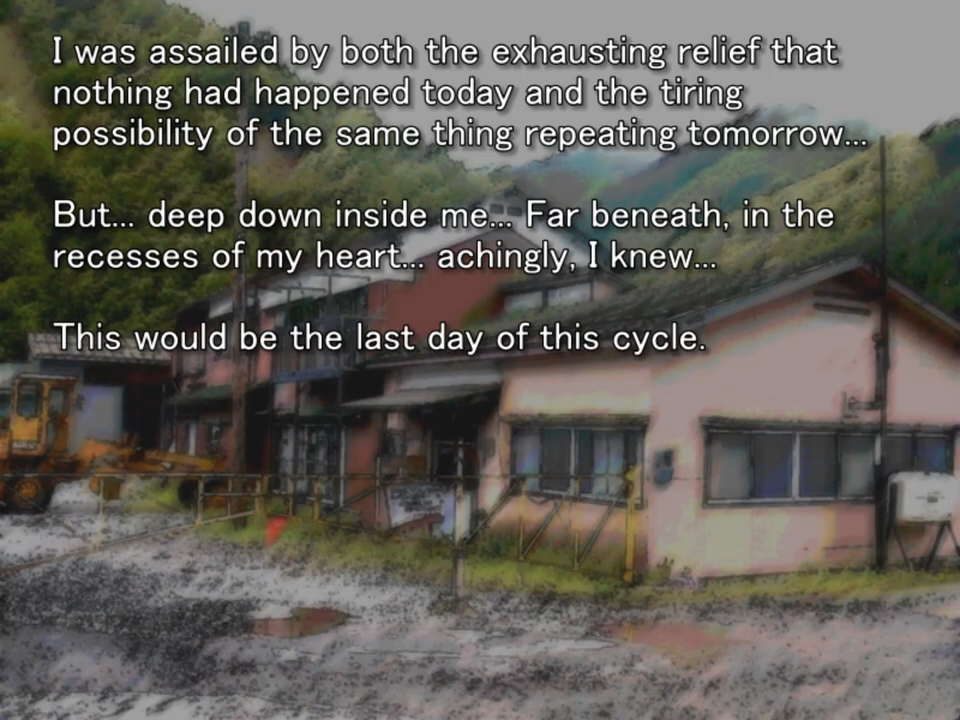 I was assailed by both the exhausting relief that
nothing had happened today and the tiring
possibility of the same thing repeating tomorrow...
But... deep down inside me... Far beneath, in the
recesses of my heart... achingly, I knew...
This would be the last day of this cycle.